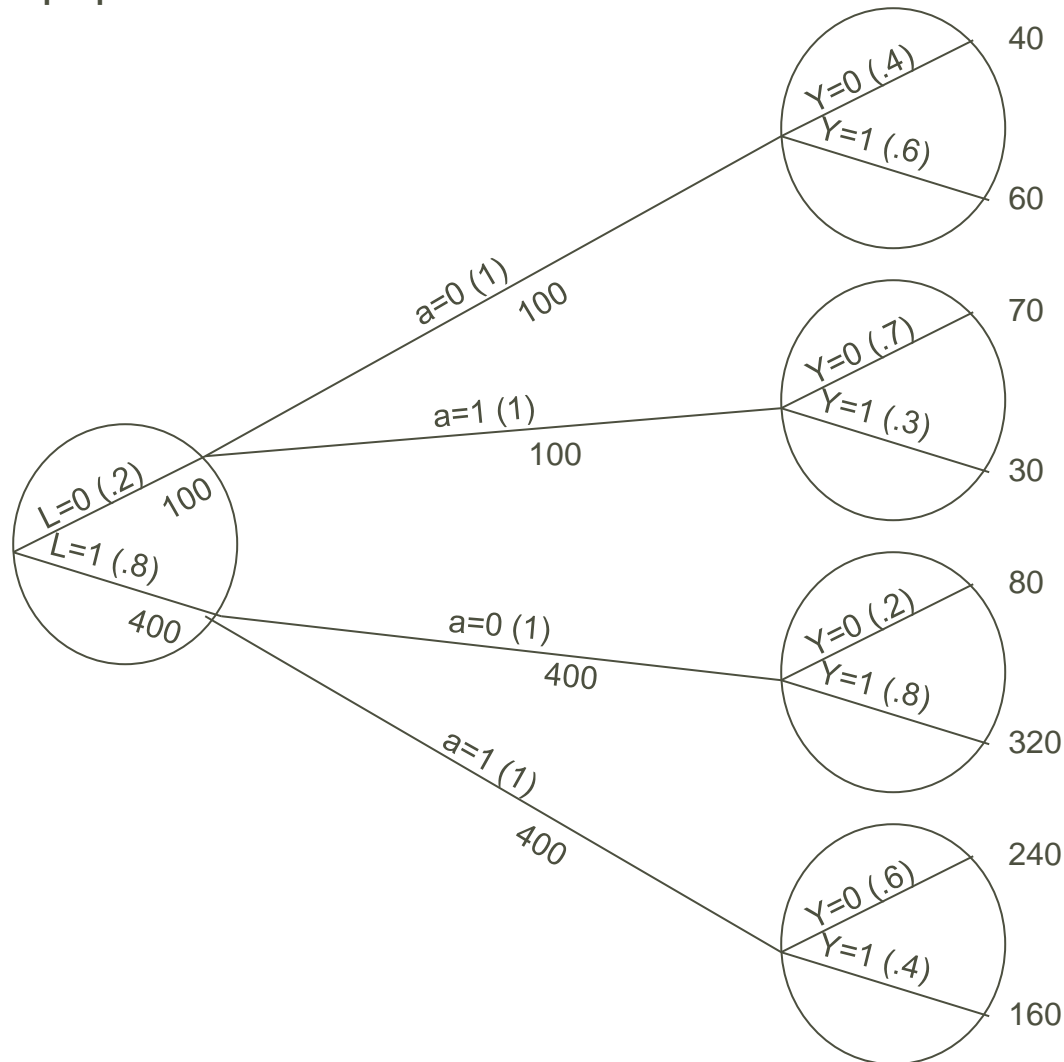 40
Y=0 (.4)
Y=1 (.6)
60
a=0 (1)
100
70
Y=0 (.7)
Y=1 (.3)
30
a=1 (1)
100
L=0 (.2)
100
L=1 (.8)
400
80
Y=0 (.2)
Y=1 (.8)
320
a=0 (1)
400
a=1 (1)
400
240
Y=0 (.6)
Y=1 (.4)
160